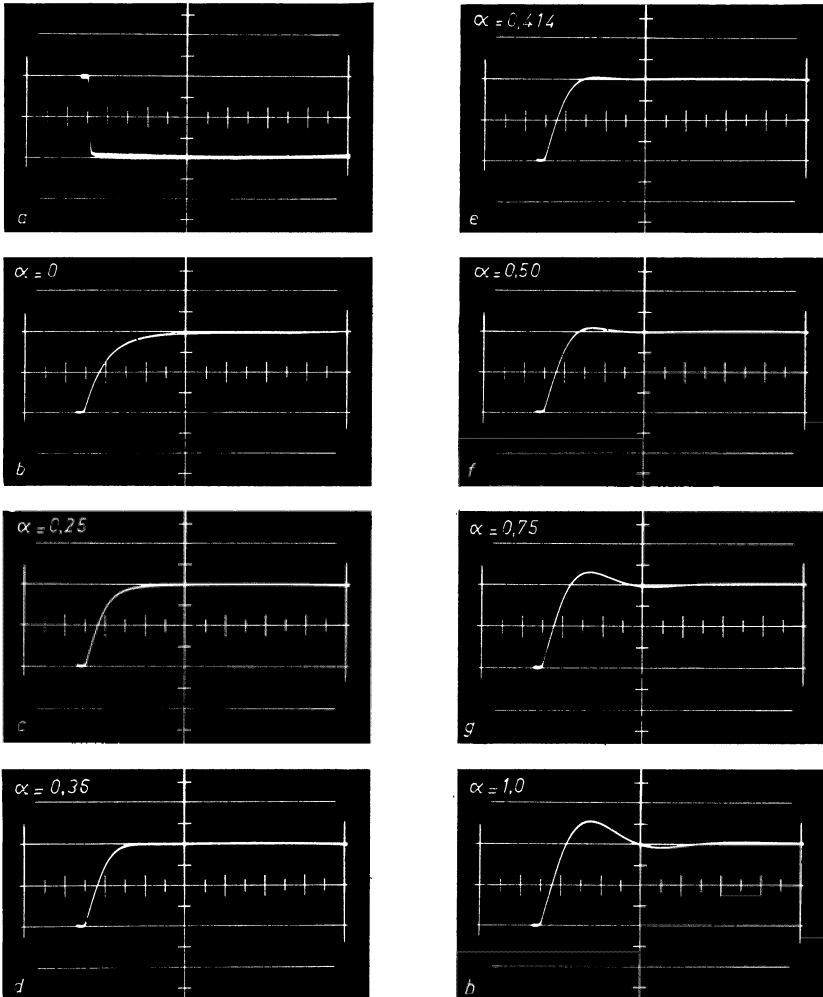 a
α = 0
b
α = 0,25
c
α = 0,35
d
α = 0,414
e
α = 0,50
f
α = 0,75
g
α = 1,0
h